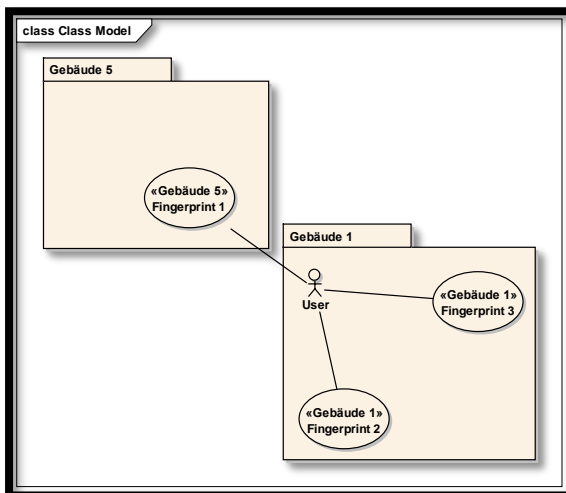 class Class Model
Gebäude 5
«Gebäude 5»
Fingerprint 1
Gebäude 1
User
«Gebäude 1»
Fingerprint 3
«Gebäude 1»
Fingerprint 2